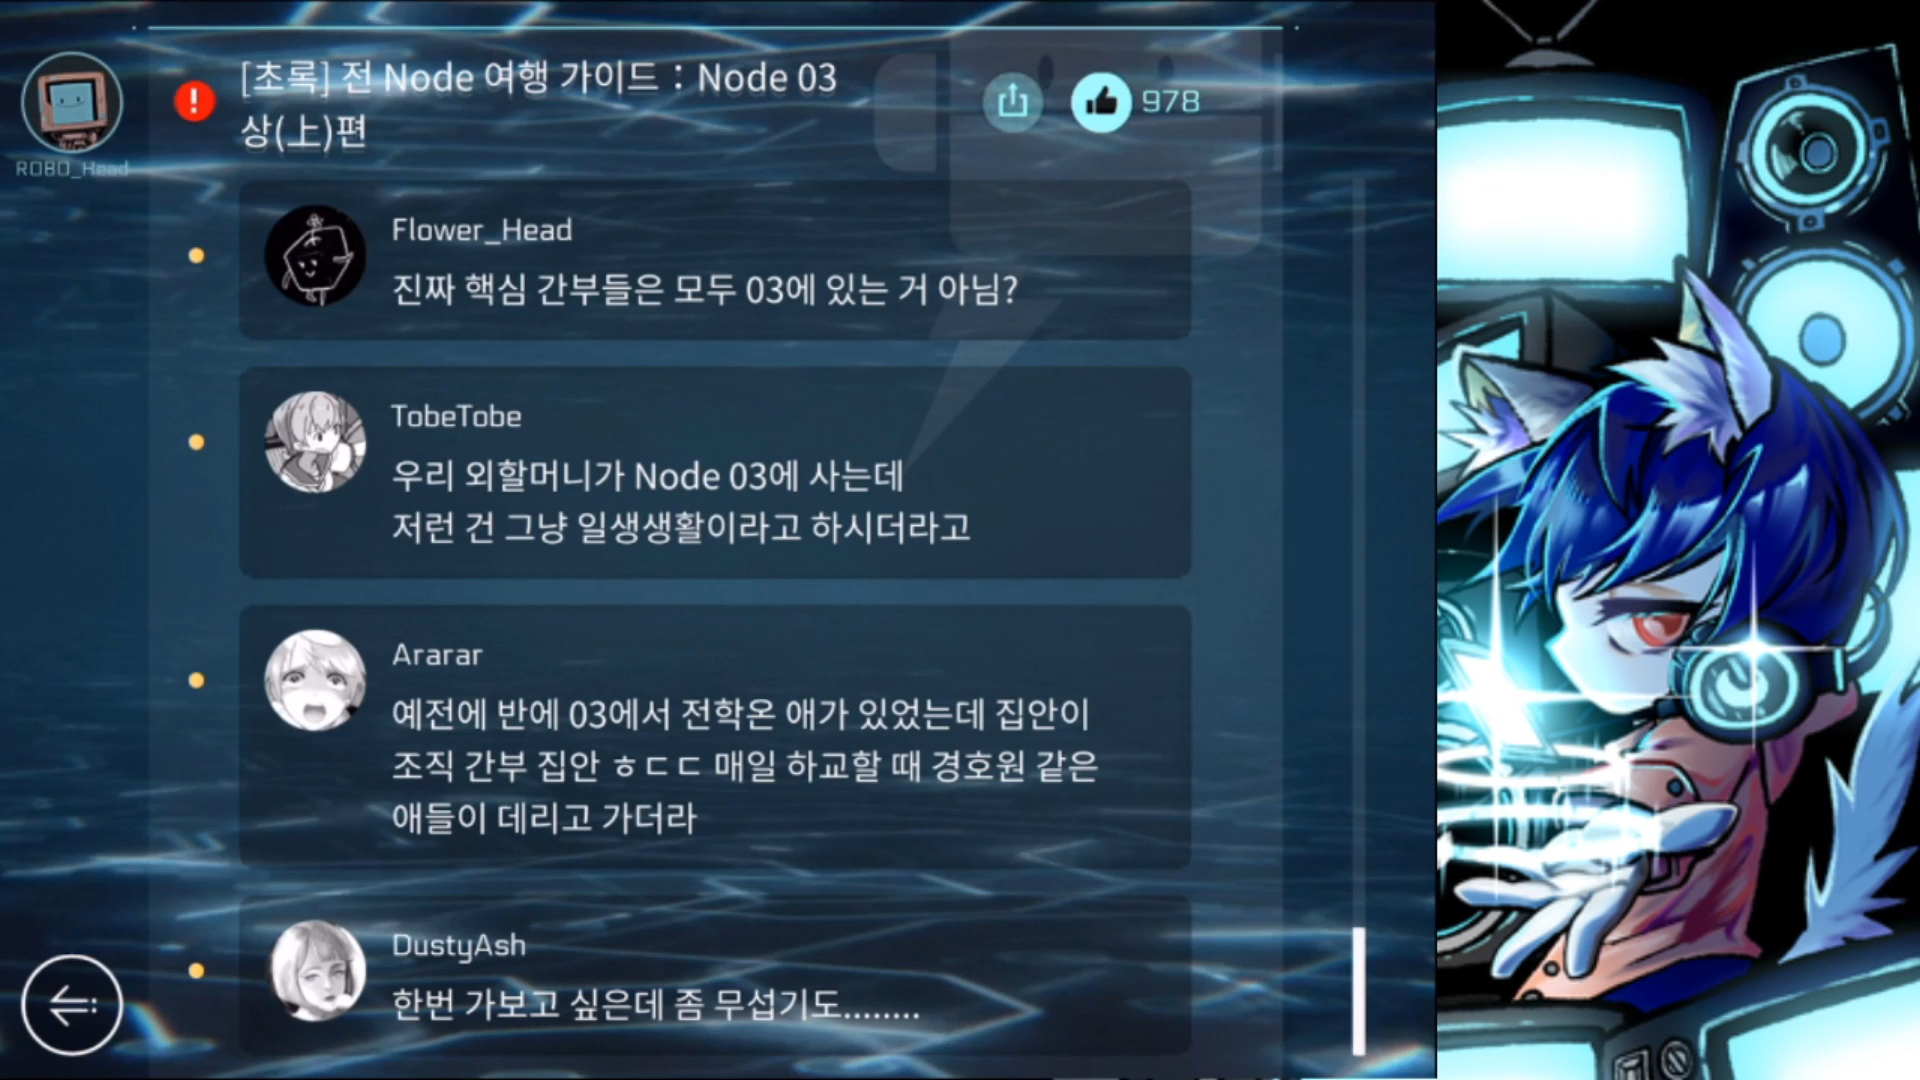 [초록] 전 Node 여행 가이드 : Node 03
상(上)편
978
ROBO_Head
Flower_Head
진짜 핵심 간부들은 모두 03에 있는 거 아님?
TobeTobe
우리 외할머니가 Node 03에 사는데
저런 건 그냥 일생생활이라고 하시더라고
Ararar
예전에 반에 03에서 전학온 애가 있었는데 집안이
조직 간부 집안 ㅎㄷㄷ 매일 하교할 때 경호원 같은
애들이 데리고 가더라
DustyAsh
한번 가보고 싶은데 좀 무섭기도........